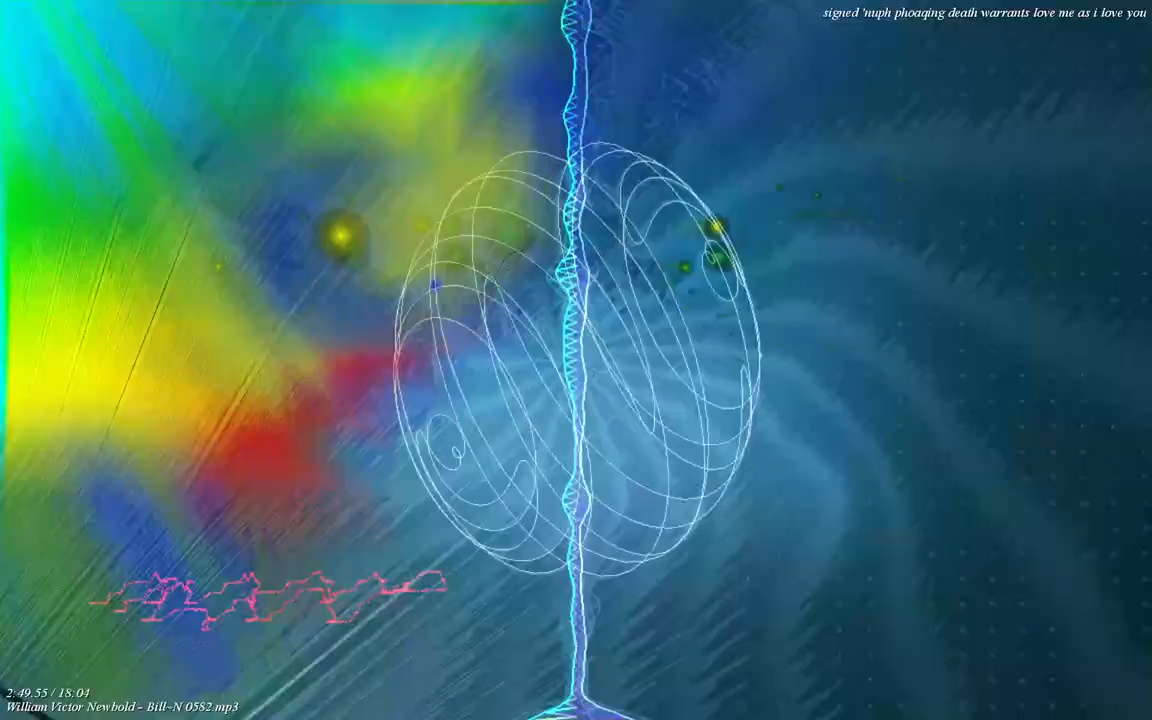 signed 'nuph phoaqing death warrants love me as i love you
2:49.55 / 18:04
William Victor Newbold - Bill~N 0582.mp3